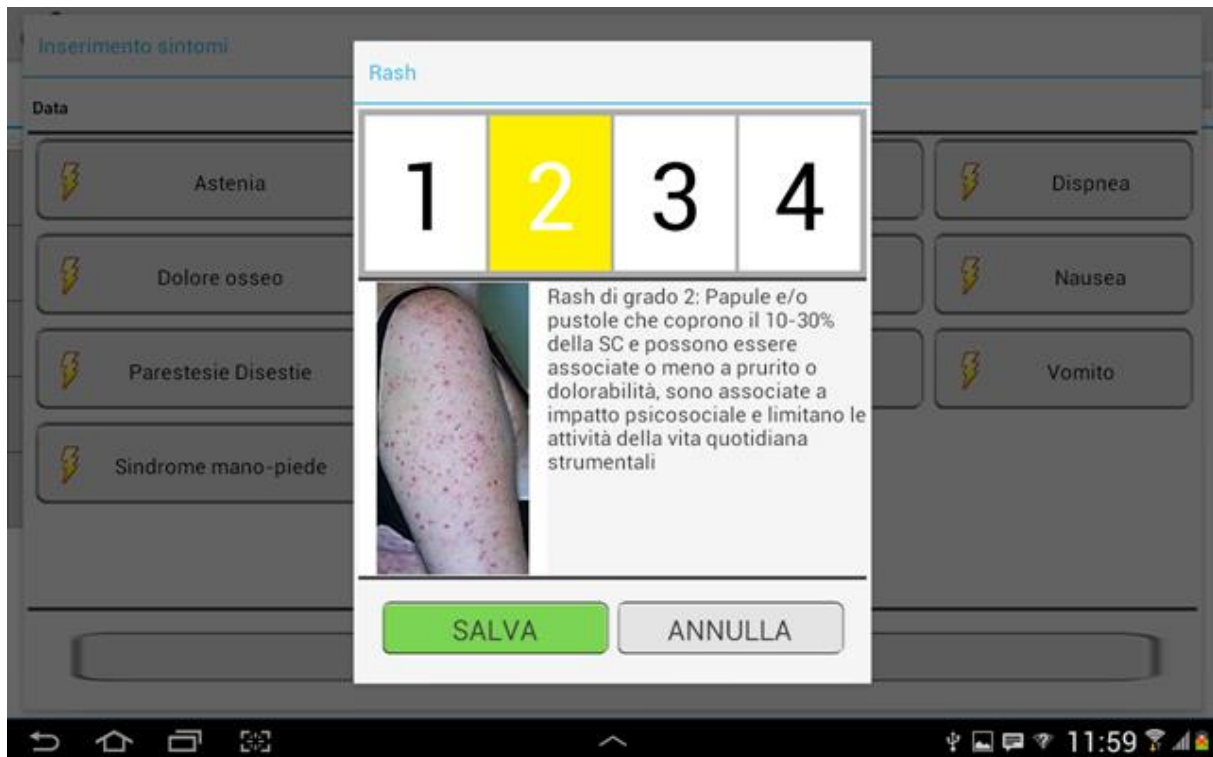 Inserimento sintomi
Rash
Data
1 2 3 4
Astenia
Dispnea
Dolore osseo
Nausea
Parestesie Disestie
Vomito
Sindrome mano-piede
Rash di grado 2: Papule e/o
pustole che coprono il 10-30%
della SC e possono essere
associate o meno a prurito o
dolorabilità, sono associate a
impatto psicosociale e limitano le
attività della vita quotidiana
strumentali
SALVA
ANNULLA
11:59